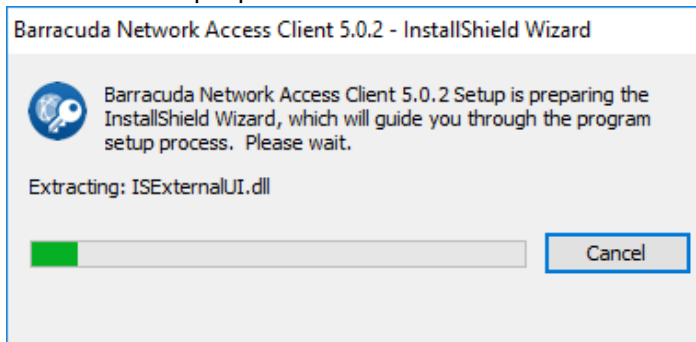 Barracuda Network Access Client 5.0.2 - InstallShield Wizard
Barracuda Network Access Client 5.0.2 Setup is preparing the
InstallShield Wizard, which will guide you through the program
setup process.  Please wait.
Extracting: ISExternalUI.dll
Cancel